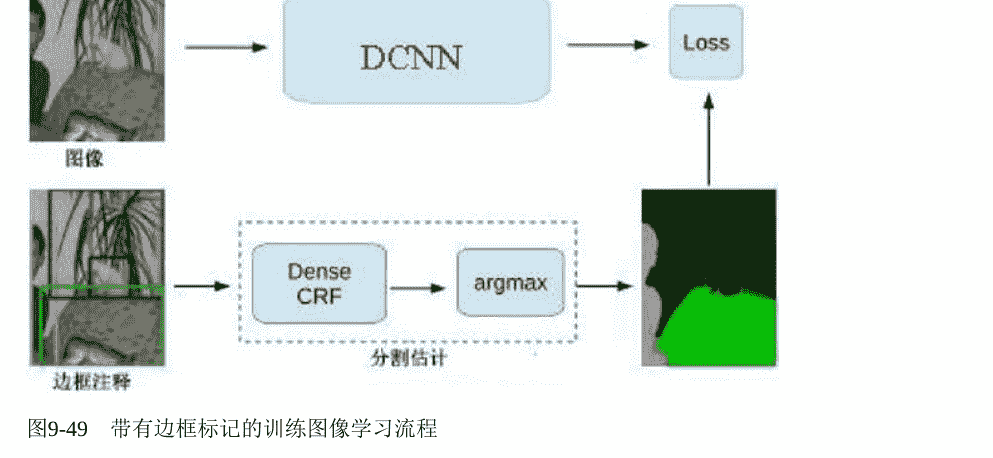 DCNN
Loss
图像
Dense
CRF
argmax
分割估计
边框注释
图9-49 带有边框标记的训练图像学习流程